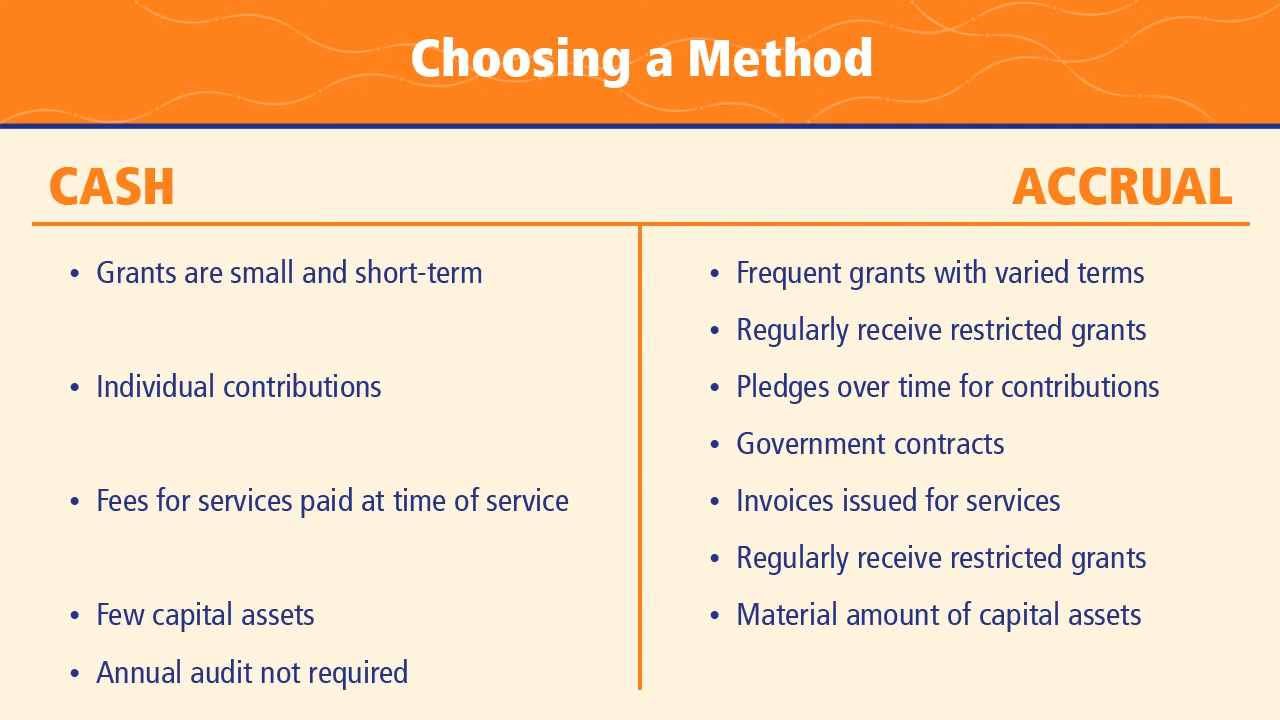 Choosing a Method
CASH
• Grants are small and short-term
• Individual contributions
• Fees for services paid at time of service
• Few capital assets
• Annual audit not required
ACCRUAL
• Frequent grants with varied terms
• Regularly receive restricted grants
• Pledges over time for contributions
• Government contracts
• Invoices issued for services
• Regularly receive restricted grants
• Material amount of capital assets